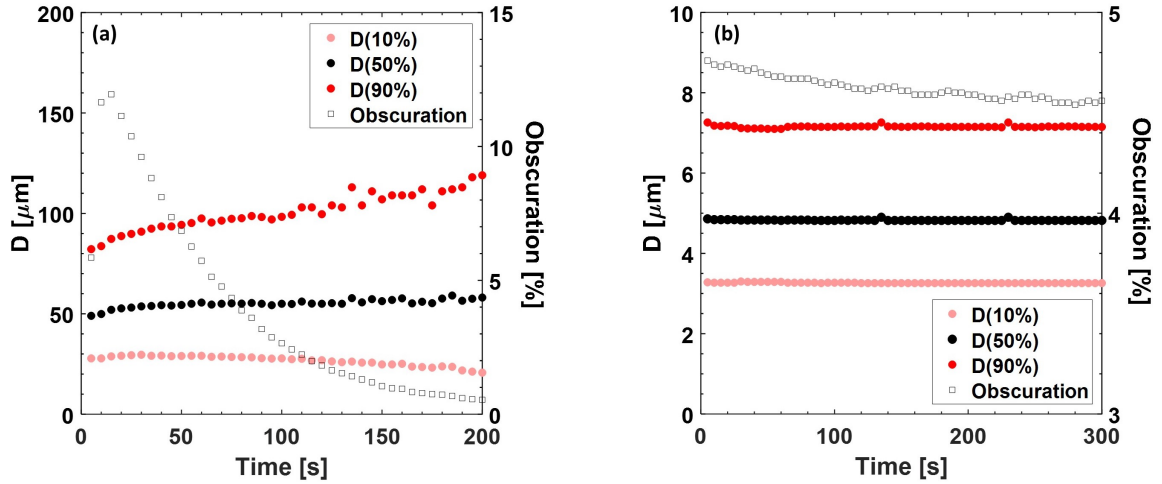 (a)
D(10%)
D(50%)
D(90%)
Obscuration
200
150
100
50
0
D [μm]
15
10
5
0
Obscuration [%]
0 50 100 150 200
Time [s]
(b)
10
8
6
4
2
0
D [μm]
5
4
3
Obscuration [%]
D(10%)
D(50%)
D(90%)
Obscuration
0 100 200 300
Time [s]